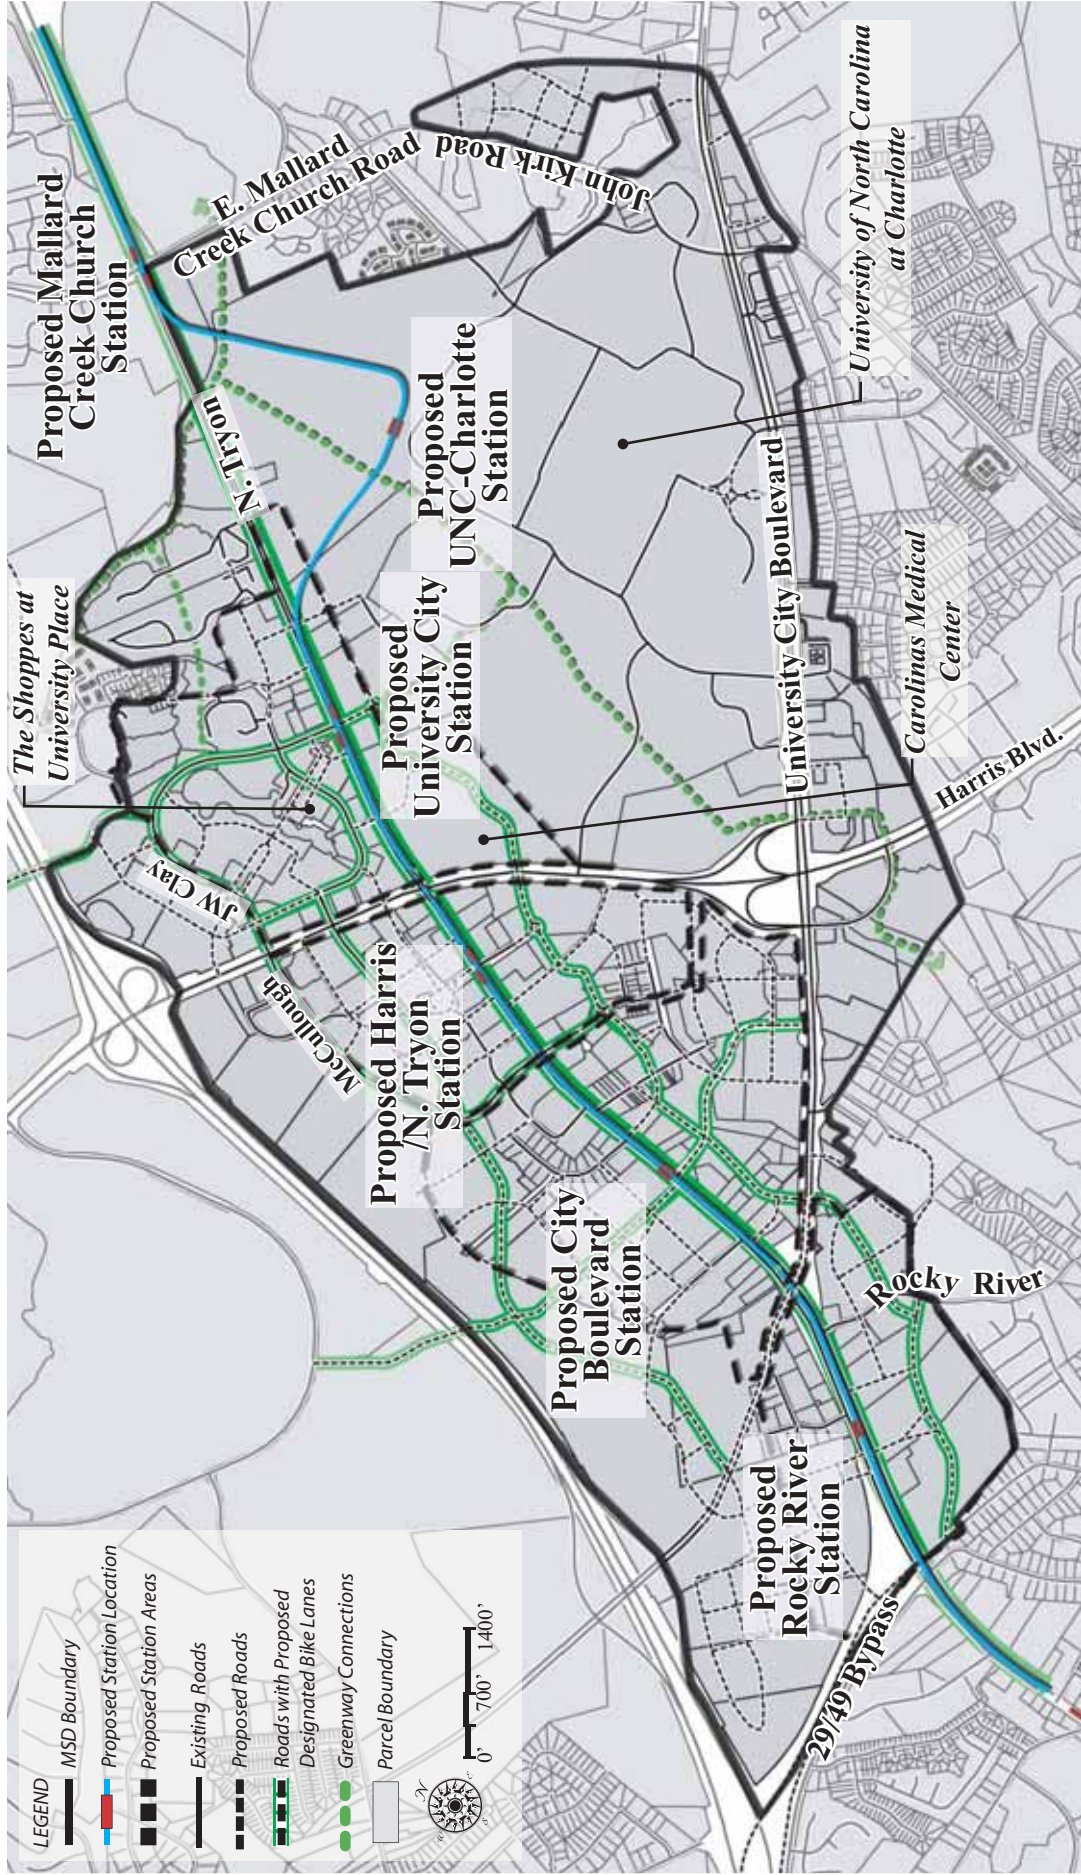 LEGEND
MSD Boundary
Proposed Station Location
Proposed Station Areas
Existing Roads
Proposed Roads
Roads with Proposed
Designated Bike Lanes
Greenway Connections
Parcel Boundary
0'
700'
1400'
N
The Shoppes at
University Place
Proposed Mallard
Creek Church
Station
E. Mallard
Creek Church Road
John Kirk Road
N. Tryon
Proposed
UNC-Charlotte
Station
Proposed
University City
Station
JW Clay
McCullough
Proposed Harris
/N. Tryon
Station
Proposed City
Boulevard
Station
Proposed
Rocky River
Station
29/49 Bypass
Rocky River
University City Boulevard
Harris Blvd.
Carolinas Medical
Center
University of North Carolina
at Charlotte